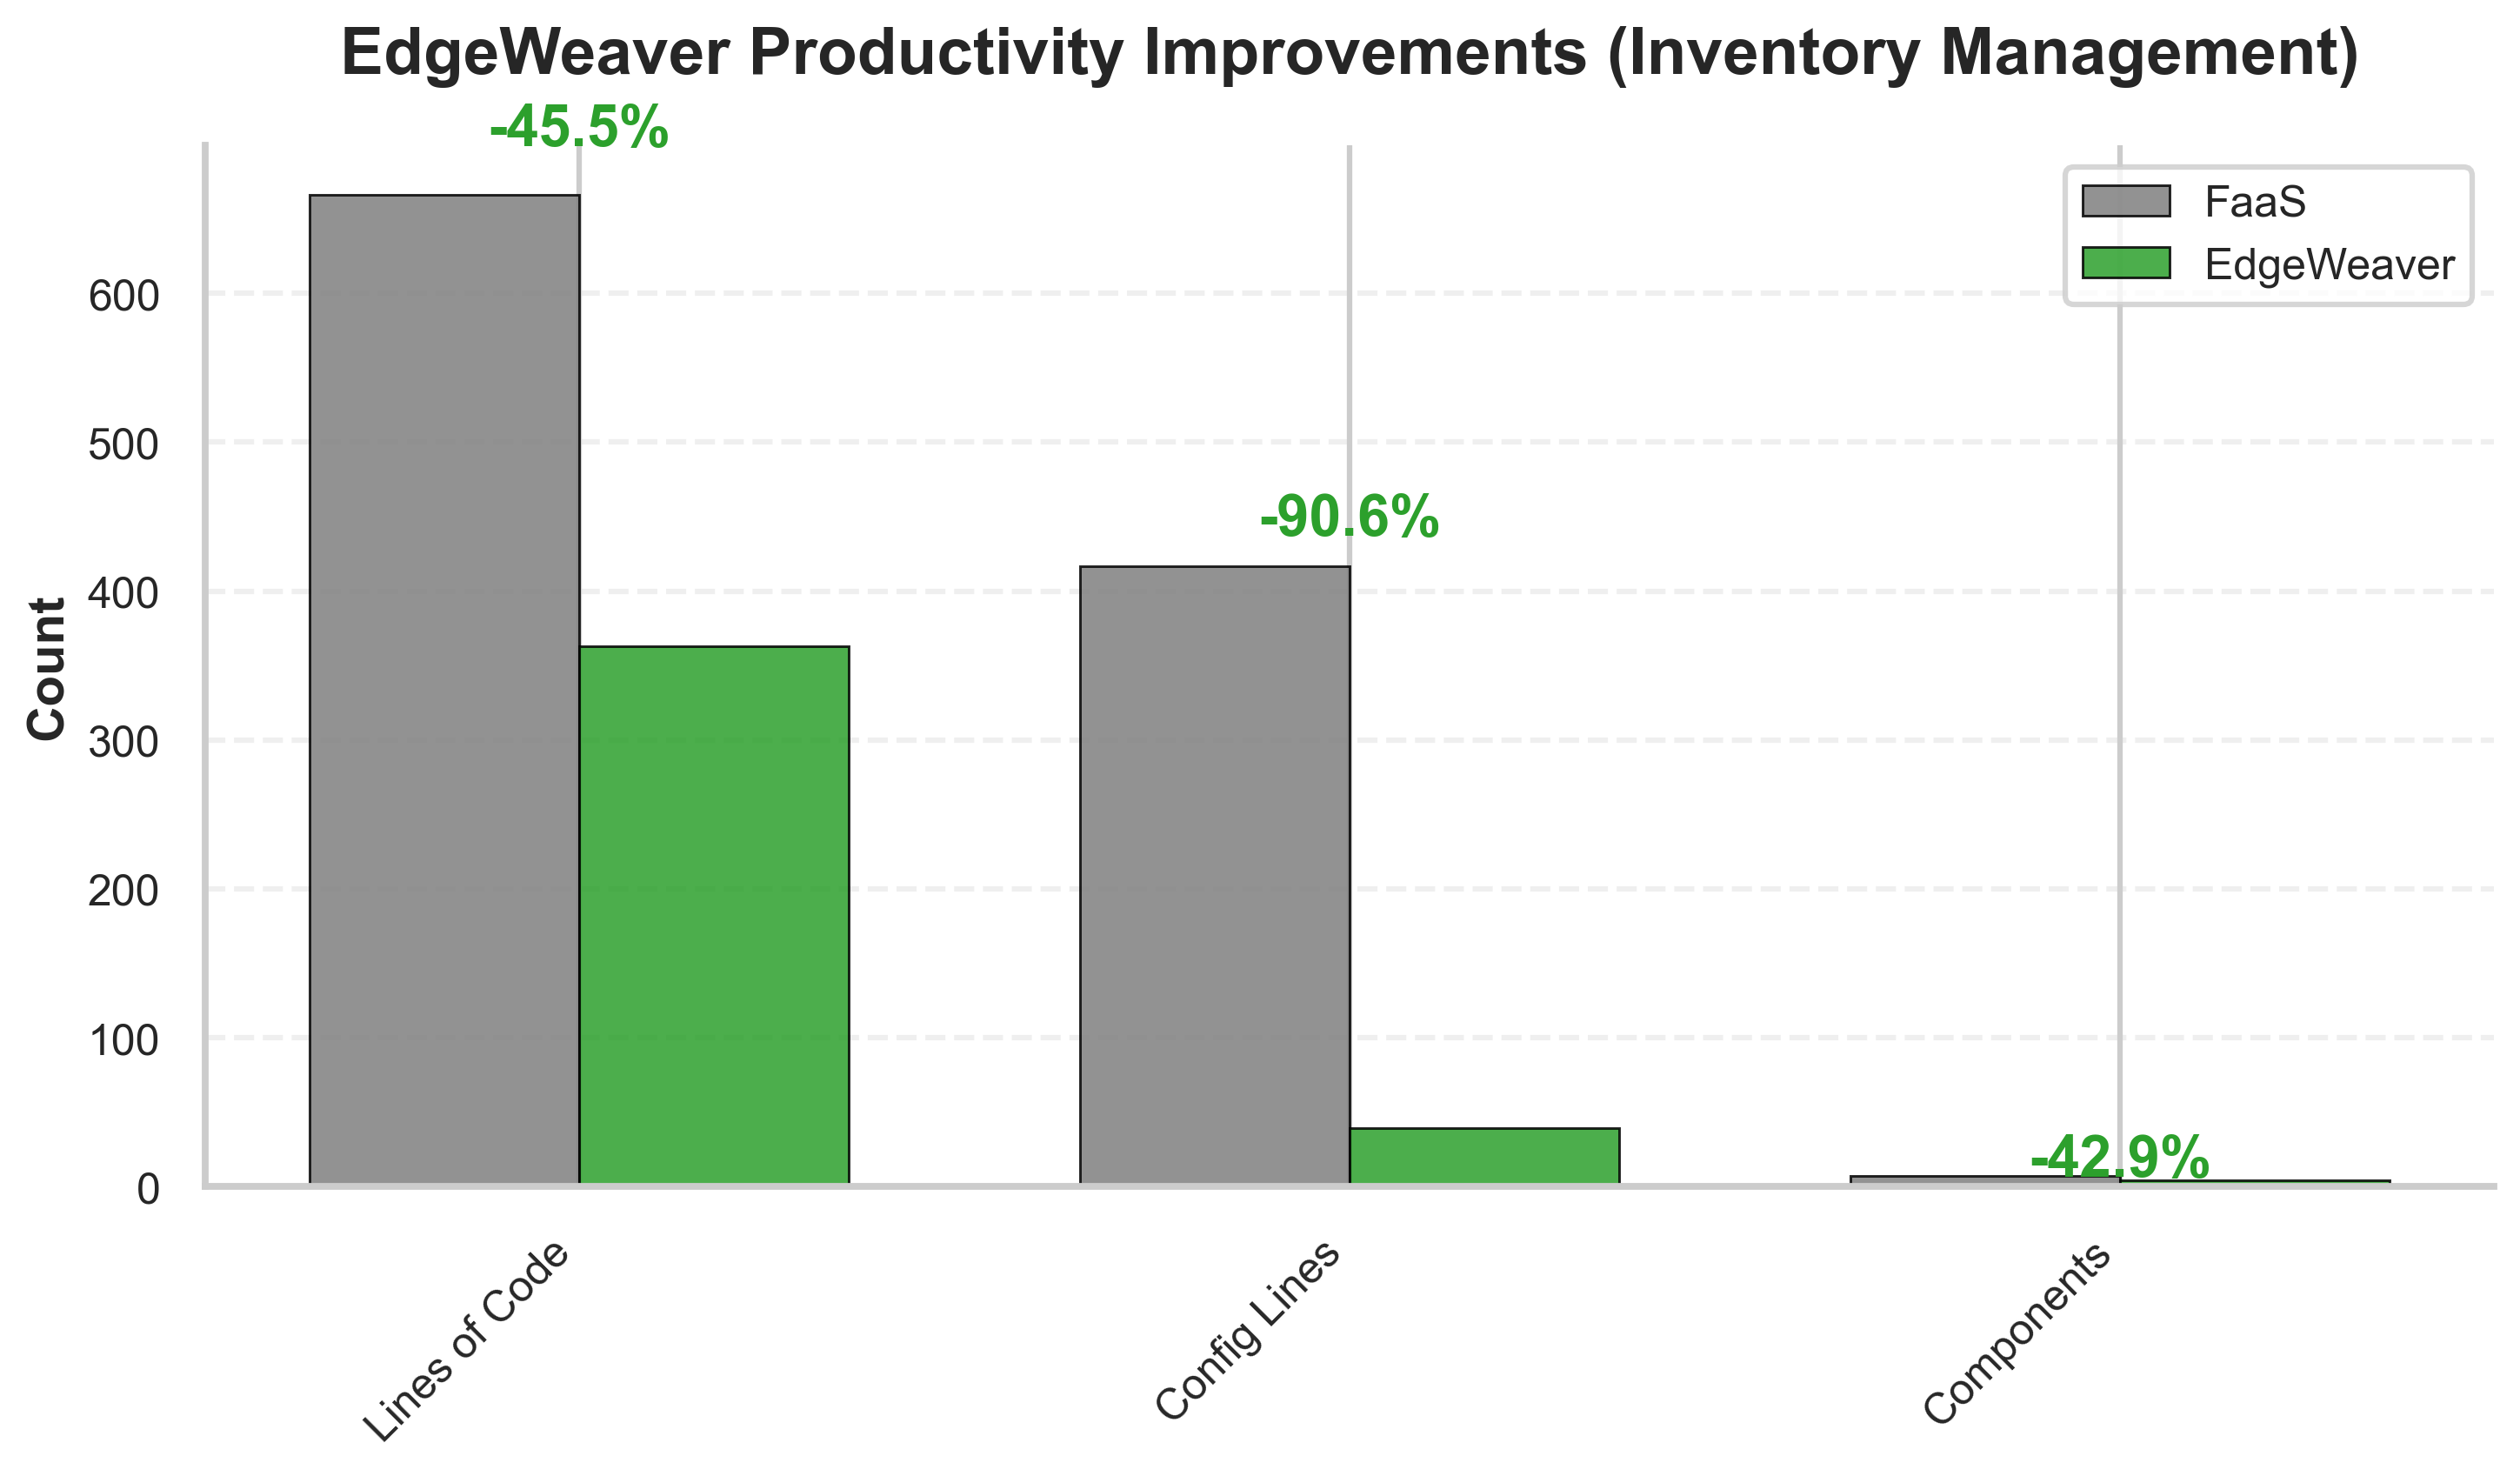 EdgeWeaver Productivity Improvements (Inventory Management)
-45.5%
FaaS
EdgeWeaver
600
500
-90.6%
400
Count
300
200
100
-42.9%
0
Lines of Code
Config Lines
Components